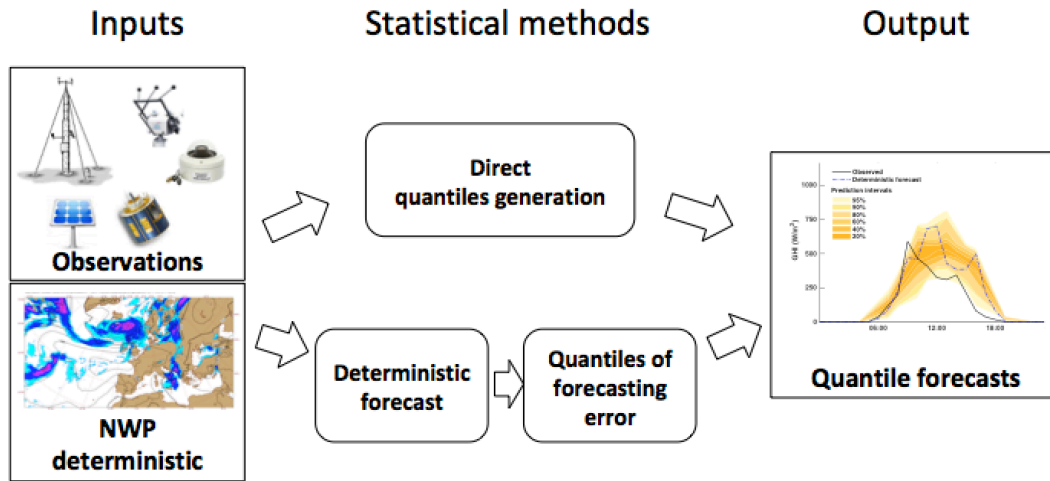 Inputs
Statistical methods
Output
Observations
NWP
deterministic
Direct
quantiles generation
Deterministic
forecast
Quantiles of
forecasting
error
Observed
Deterministic forecast
Prediction intervals
95%
90%
80%
60%
40%
20%
GHI (W/m²)
1000
750
500
250
0
06:00
12:00
18:00
Quantile forecasts